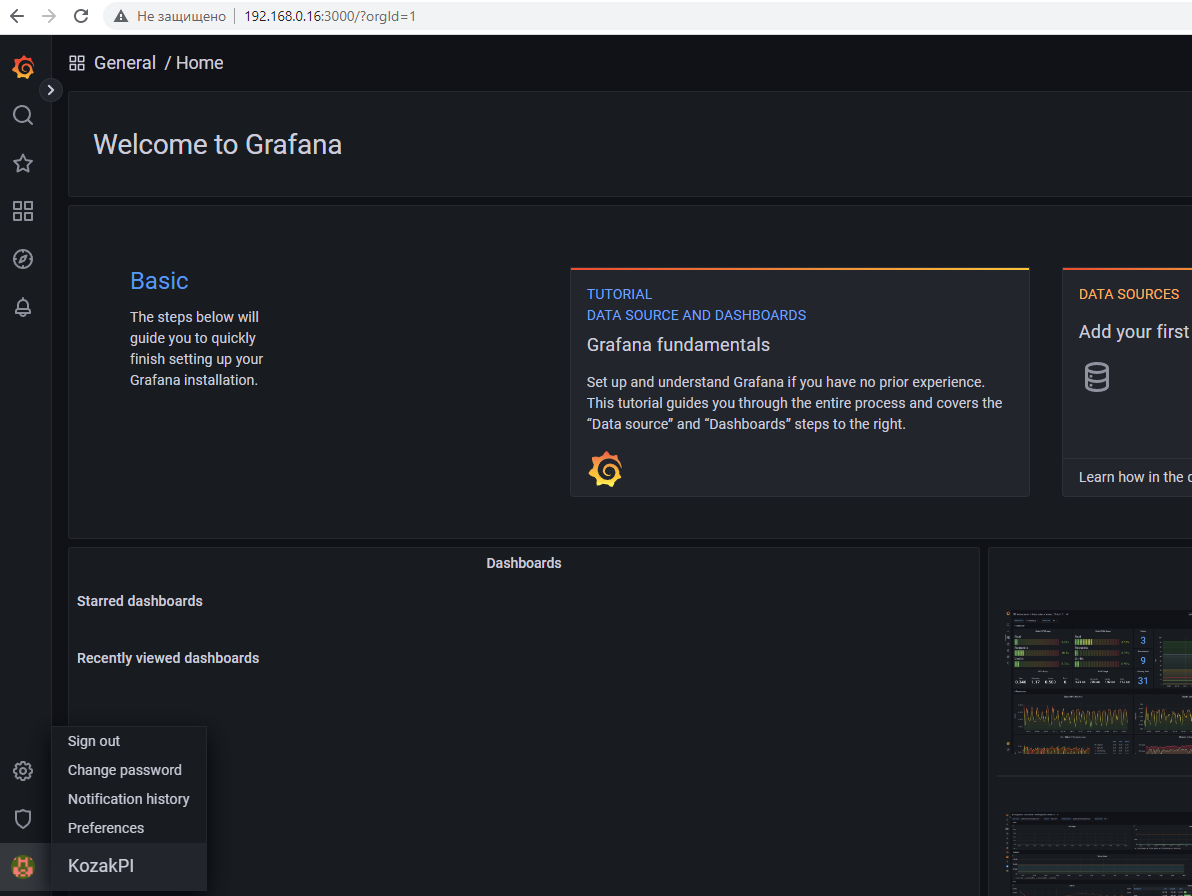 Не защищено
192.168.0.16:3000/?orgId=1
General / Home
Welcome to Grafana
Basic
The steps below will
guide you to quickly
finish setting up your
Grafana installation.
TUTORIAL
DATA SOURCE AND DASHBOARDS
Grafana fundamentals
Set up and understand Grafana if you have no prior experience.
This tutorial guides you through the entire process and covers the
“Data source” and “Dashboards” steps to the right.
DATA SOURCES
Add your first
Learn how in the
Dashboards
Starred dashboards
Recently viewed dashboards
3
9
31
Sign out
Change password
Notification history
Preferences
KozakPI